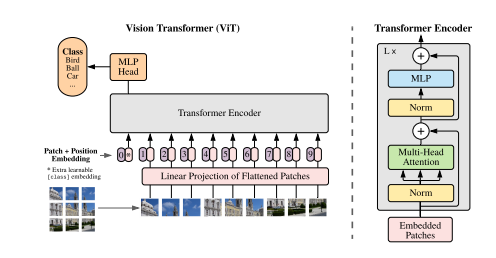 Vision Transformer (ViT)
Transformer Encoder
Class
Bird
Ball
Car
...
MLP
Head
Transformer Encoder
Patch + Position
Embedding
* Extra learnable
[class] embedding
0 * 1 2 3 4 5 6 7 8 9
Linear Projection of Flattened Patches
L x
+
MLP
Norm
+
Multi-Head
Attention
Norm
Embedded
Patches